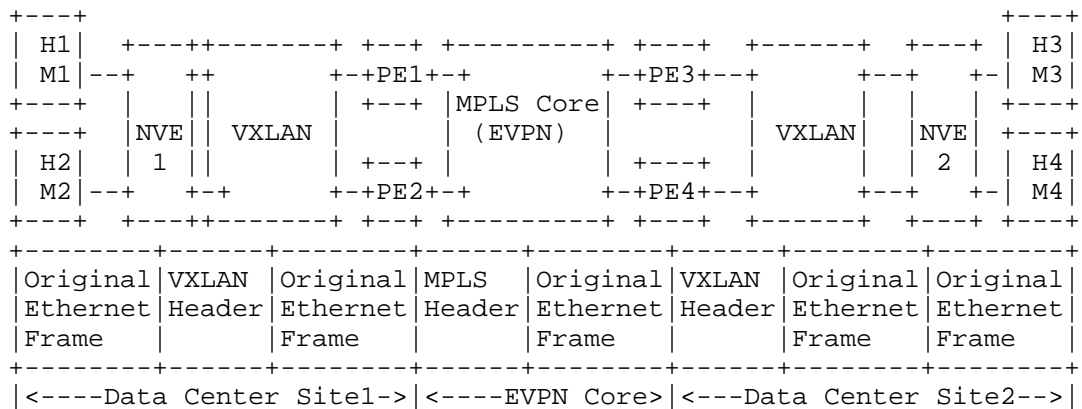 +---+                                                            +---+
| H1|   +---++-------+ +--+ +---------+ +---+   +------+   +---+ | H3|
| M1|--+   ++         +-+PE1+-+         +-+PE3+--+       +--+   +-| M3|
+---+   |   ||       | +--+ |MPLS Core| +---+   |      |   |   | +---+
+---+   |NVE|| VXLAN |      | (EVPN)  |         | VXLAN|   |NVE| +---+
| H2|   | 1 ||       | +--+ |         | +---+   |      |   | 2 | | H4|
| M2|--+   +-+        +-+PE2+-+         +-+PE4+--+       +--+   +-| M4|
+---+   +---++-------+ +--+ +---------+ +---+   +------+   +---+ +---+
+--------+------+--------+------+--------+------+--------+--------+
|Original|VXLAN |Original|MPLS  |Original|VXLAN |Original|Original|
|Ethernet|Header|Ethernet|Header|Ethernet|Header|Ethernet|Ethernet|
|Frame   |      |Frame   |      |Frame   |      |Frame   |Frame   |
+--------+------+--------+------+--------+------+--------+--------+
|<----Data Center Site1->|<----EVPN Core>|<---Data Center Site2-->|